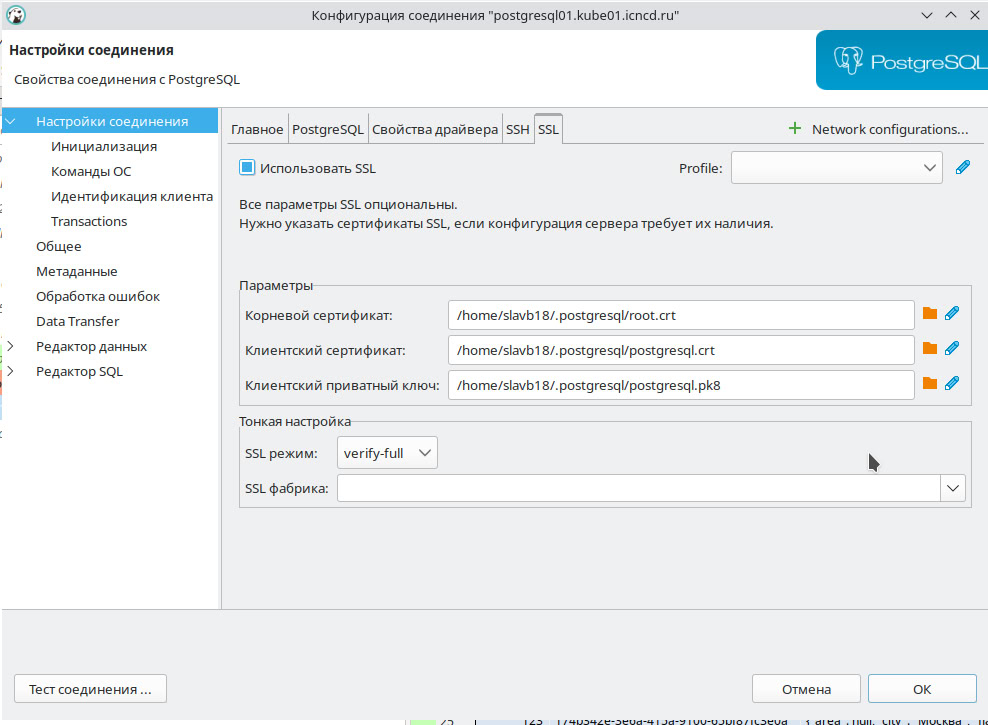 Конфигурация соединения "postgresql01.kube01.icncd.ru"
Настройки соединения
Свойства соединения с PostgreSQL
PostgreSQL
Настройки соединения
Инициализация
Команды ОС
Идентификация клиента
Transactions
Общее
Метаданные
Обработка ошибок
Data Transfer
Редактор данных
Редактор SQL
Главное PostgreSQL Свойства драйвера SSH SSL
Network configurations...
Использовать SSL
Profile:
Все параметры SSL опциональны.
Нужно указать сертификаты SSL, если конфигурация сервера требует их наличия.
Параметры
Корневой сертификат: /home/slavb18/.postgresql/root.crt
Клиентский сертификат: /home/slavb18/.postgresql/postgresql.crt
Клиентский приватный ключ: /home/slavb18/.postgresql/postgresql.pk8
Тонкая настройка
SSL режим: verify-full
SSL фабрика:
Тест соединения ...
Отмена
ОК